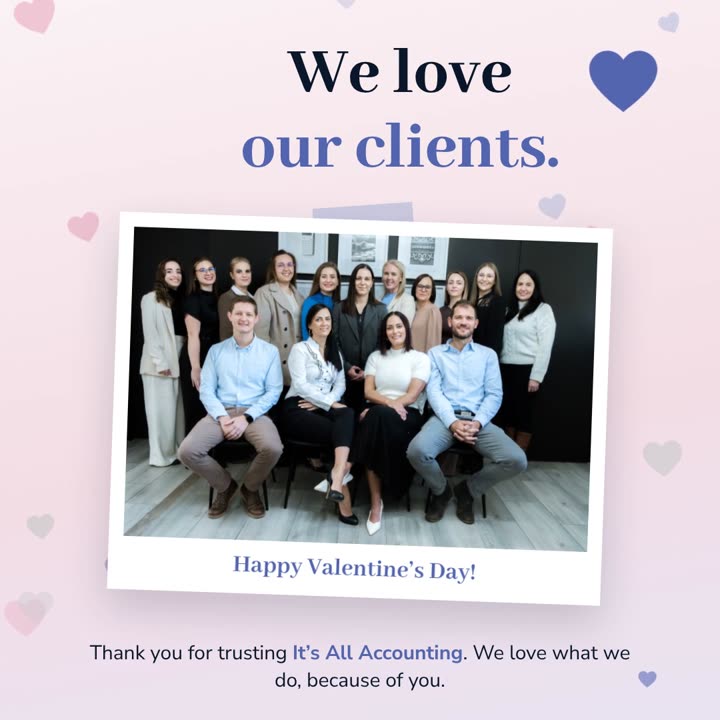 We love
our clients.
Happy Valentine’s Day!
Thank you for trusting It’s All Accounting. We love what we
do, because of you.